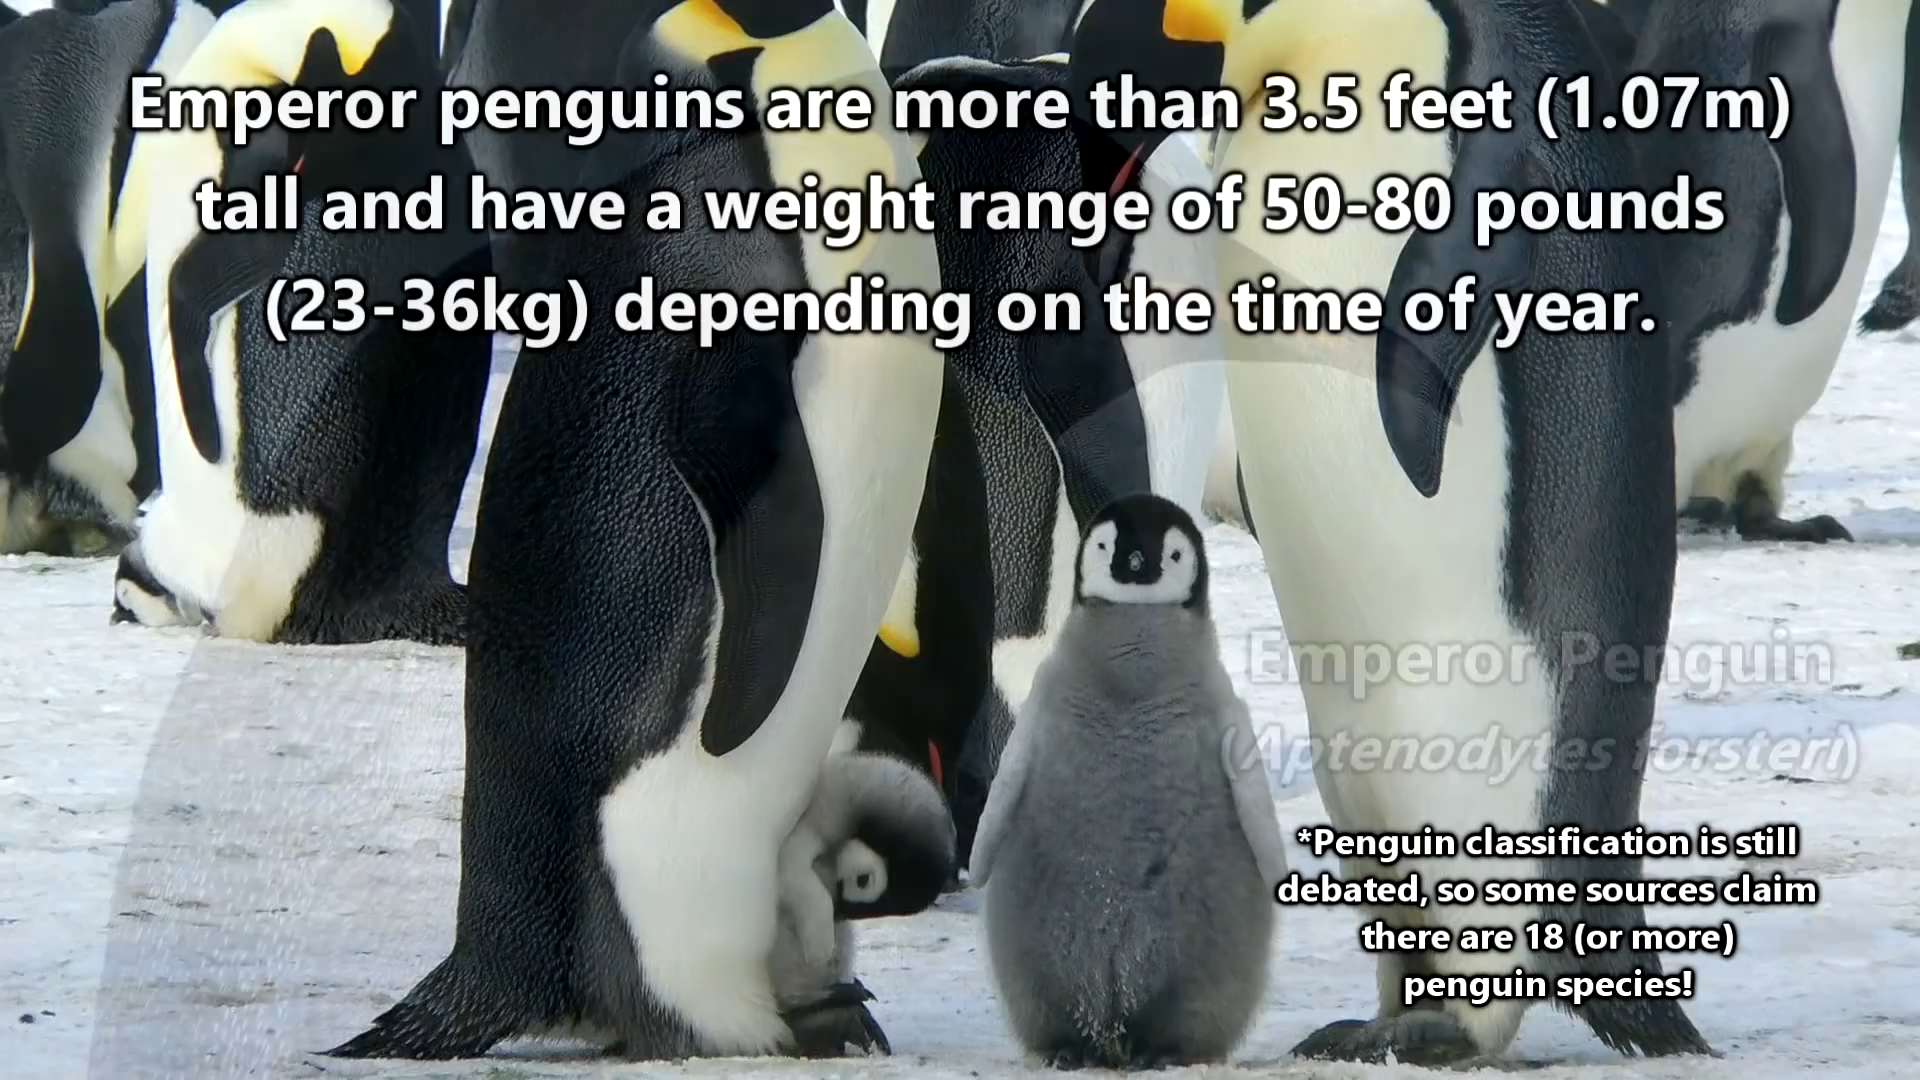 Emperor penguins are more than 3.5 feet (1.07m)
tall and have a weight range of 50-80 pounds
(23-36kg) depending on the time of year.
Emperor Penguin
(Aptenodytes forsteri)
*Penguin classification is still
debated, so some sources claim
there are 18 (or more)
penguin species!